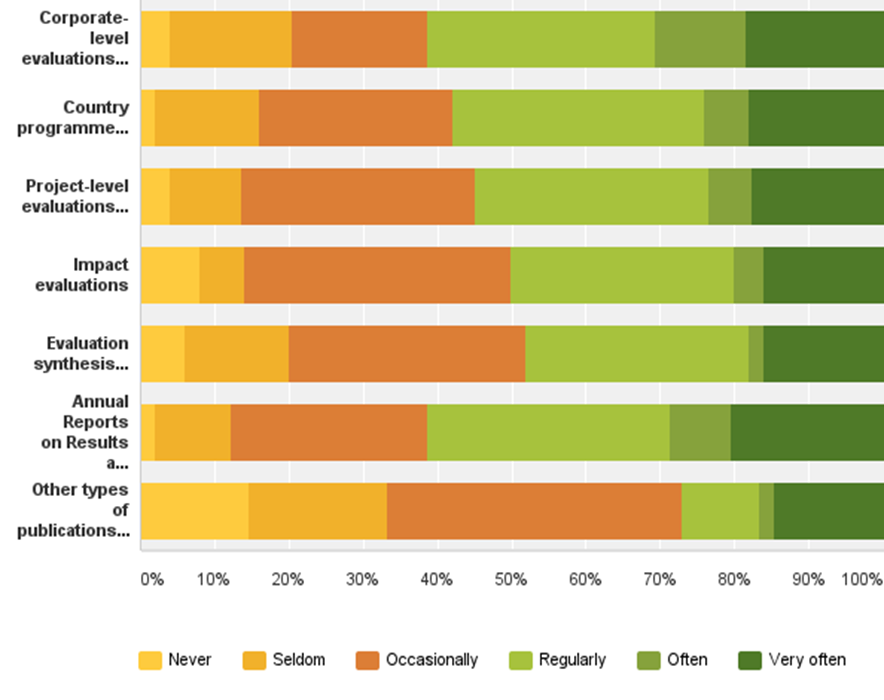 Corporate-
level
evaluations...
Country
programme...
Project-level
evaluations...
Impact
evaluations
Evaluation
synthesis...
Annual
Reports
on Results
a...
Other types
of
publications...
0% 10% 20% 30% 40% 50% 60% 70% 80% 90% 100%
Never Seldom Occasionally Regularly Often Very often